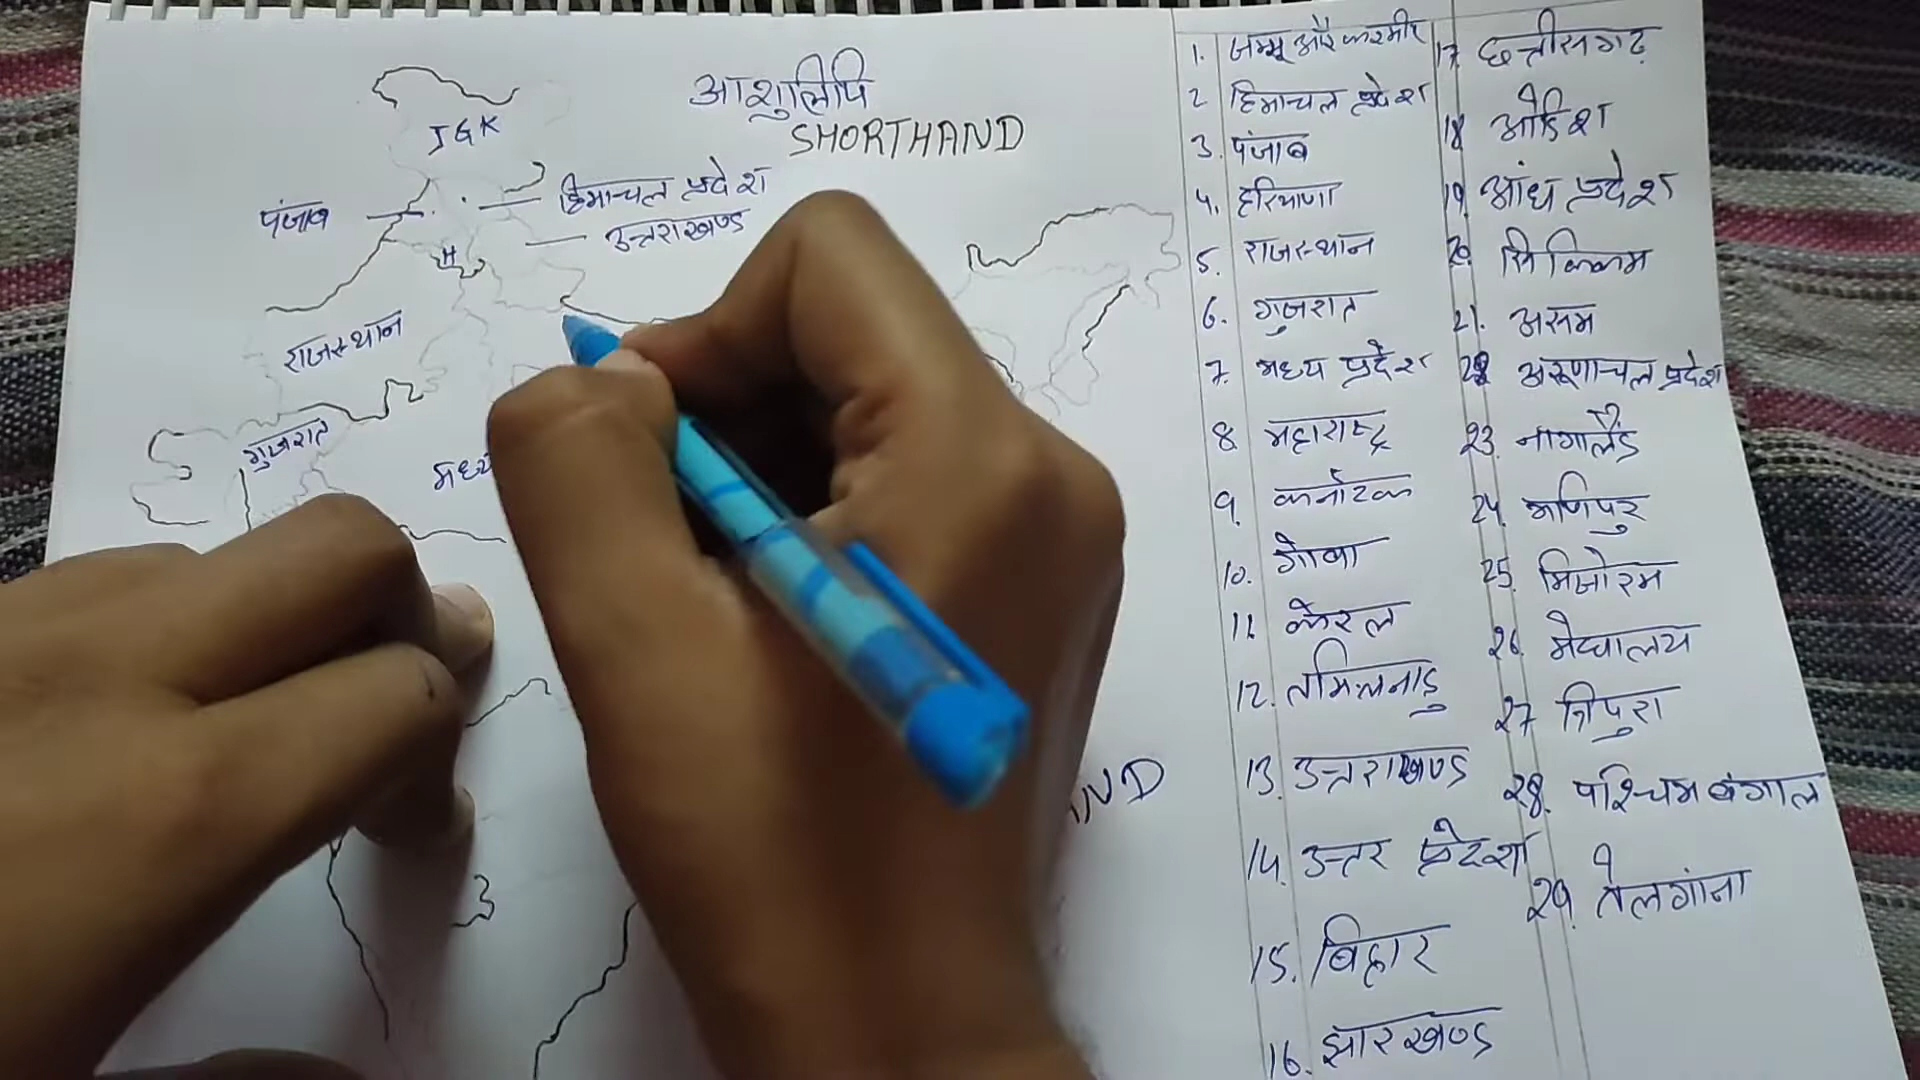 आशुलिपि
SHORTHAND
J&K
पंजाब
हिमाचल प्रदेश
उत्तराखण्ड
H
राजस्थान
गुजरात
मध्य
1. जम्मू और कश्मीर
2 हिमाचल प्रदेश
3. पंजाब
4. हरियाणा
5. राजस्थान
6. गुजरात
7. मध्य प्रदेश
8. महाराष्ट्र
9. कर्नाटक
10. गोवा
11. केरल
12. तमिलनाडु
13. उत्तराखण्ड
14. उत्तर प्रदेश
15. बिहार
16. झारखण्ड
17. छत्तीसगढ़
18. ओडिश
19. आंध्र प्रदेश
20. सिक्किम
21. असम
22 अरूणाचल प्रदेश
23. नागालैंड
24. मणिपुर
25. मिजोरम
26. मेघालय
27 त्रिपुरा
28. पश्चिम बंगाल
29. तेलगांना